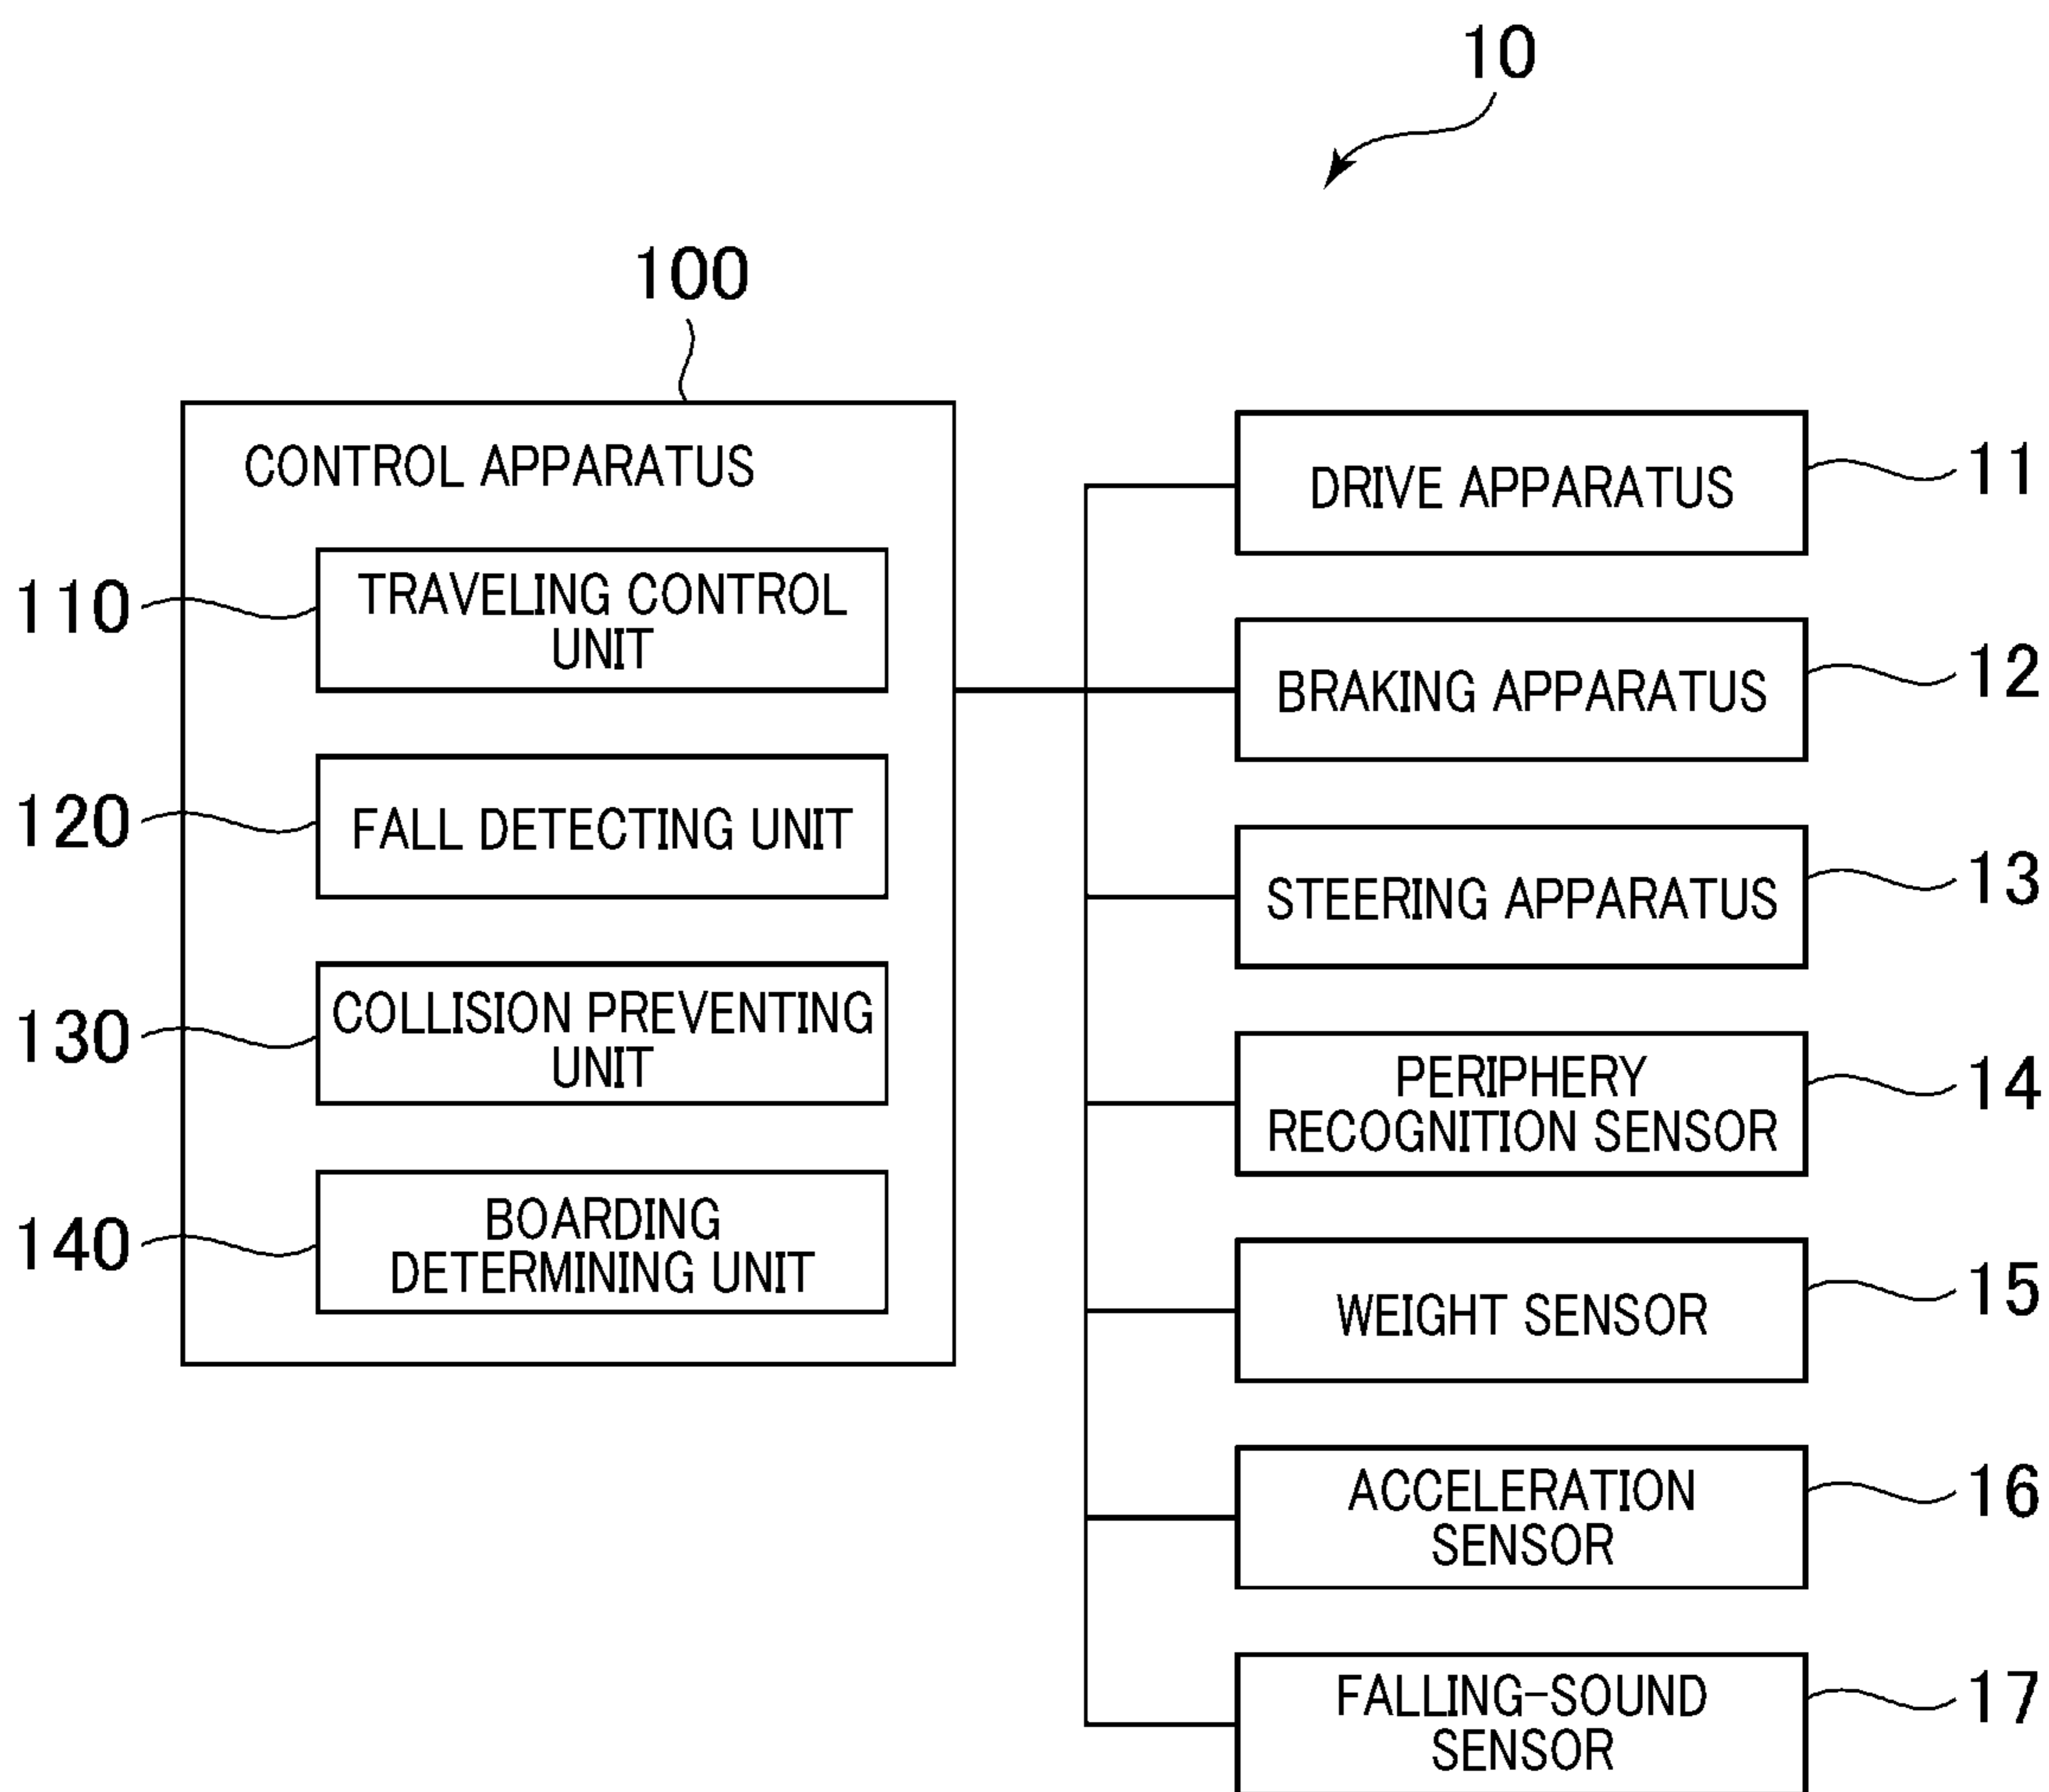 10
100
CONTROL APPARATUS
110
TRAVELING CONTROL
UNIT
120
FALL DETECTING UNIT
130
COLLISION PREVENTING
UNIT
140
BOARDING
DETERMINING UNIT
DRIVE APPARATUS
11
BRAKING APPARATUS
12
STEERING APPARATUS
13
PERIPHERY
RECOGNITION SENSOR
14
WEIGHT SENSOR
15
ACCELERATION
SENSOR
16
FALLING-SOUND
SENSOR
17